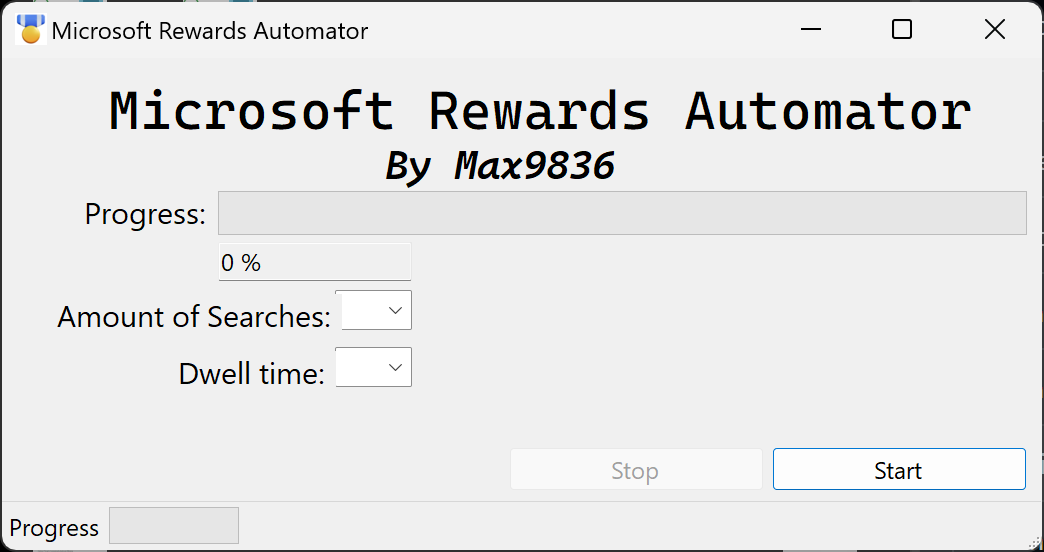 Microsoft Rewards Automator
Microsoft Rewards Automator
By Max9836
Progress:
0 %
Amount of Searches:
Dwell time:
Stop
Start
Progress